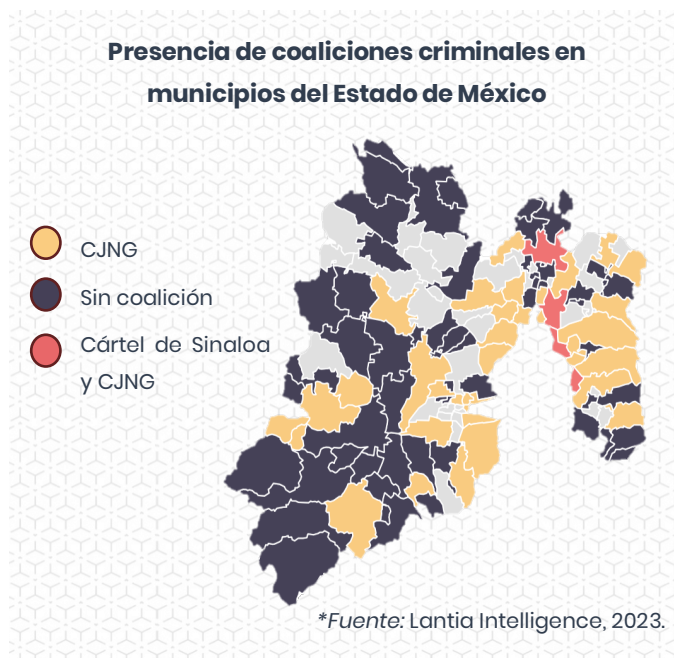 Presencia de coaliciones criminales en
municipios del Estado de México
CJNG
Sin coalición
Cártel de Sinaloa
y CJNG
*Fuente: Lantia Intelligence, 2023.